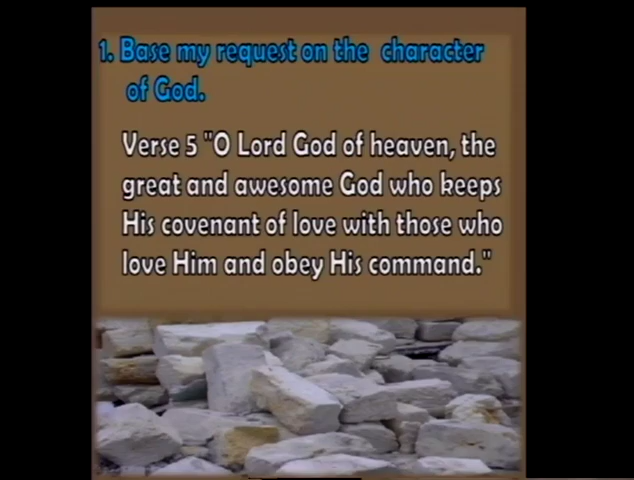 1. Base my request on the character
of God.
Verse 5 "O Lord God of heaven, the
great and awesome God who keeps
His covenant of love with those who
love Him and obey His command."